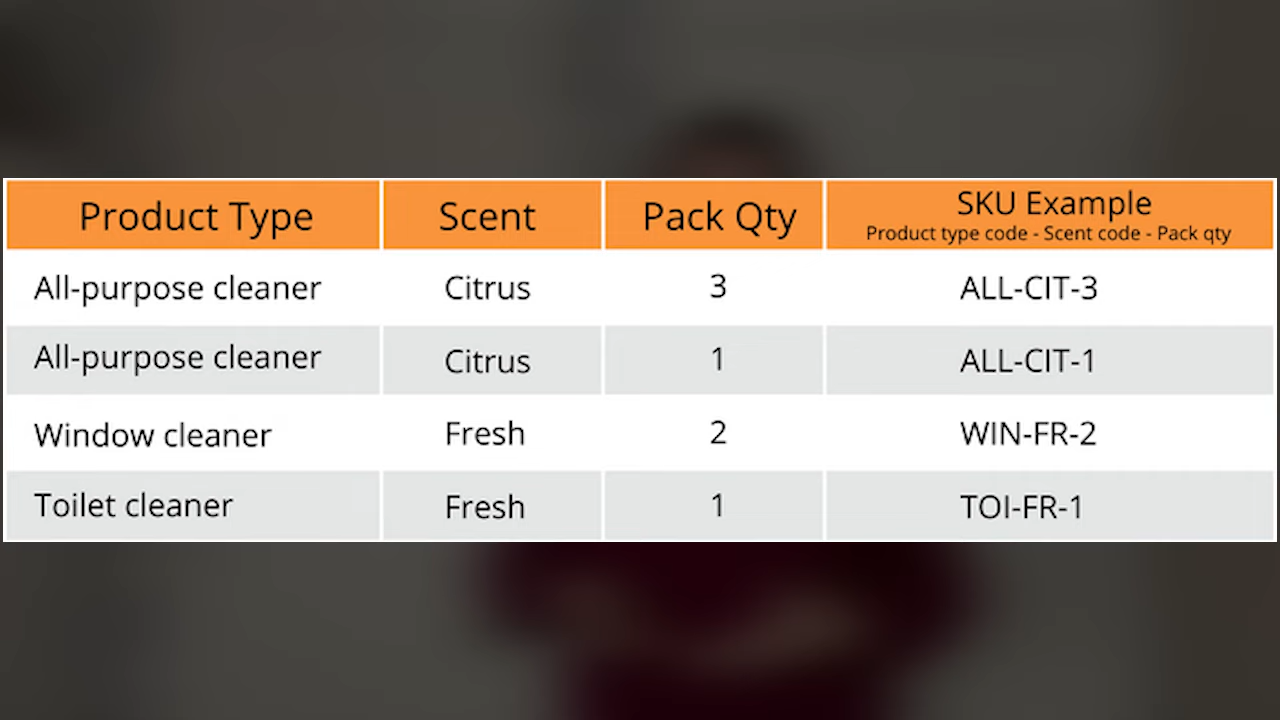 Product Type Scent Pack Qty SKU Example
Product type code - Scent code - Pack qty
All-purpose cleaner Citrus 3 ALL-CIT-3
All-purpose cleaner Citrus 1 ALL-CIT-1
Window cleaner Fresh 2 WIN-FR-2
Toilet cleaner Fresh 1 TOI-FR-1